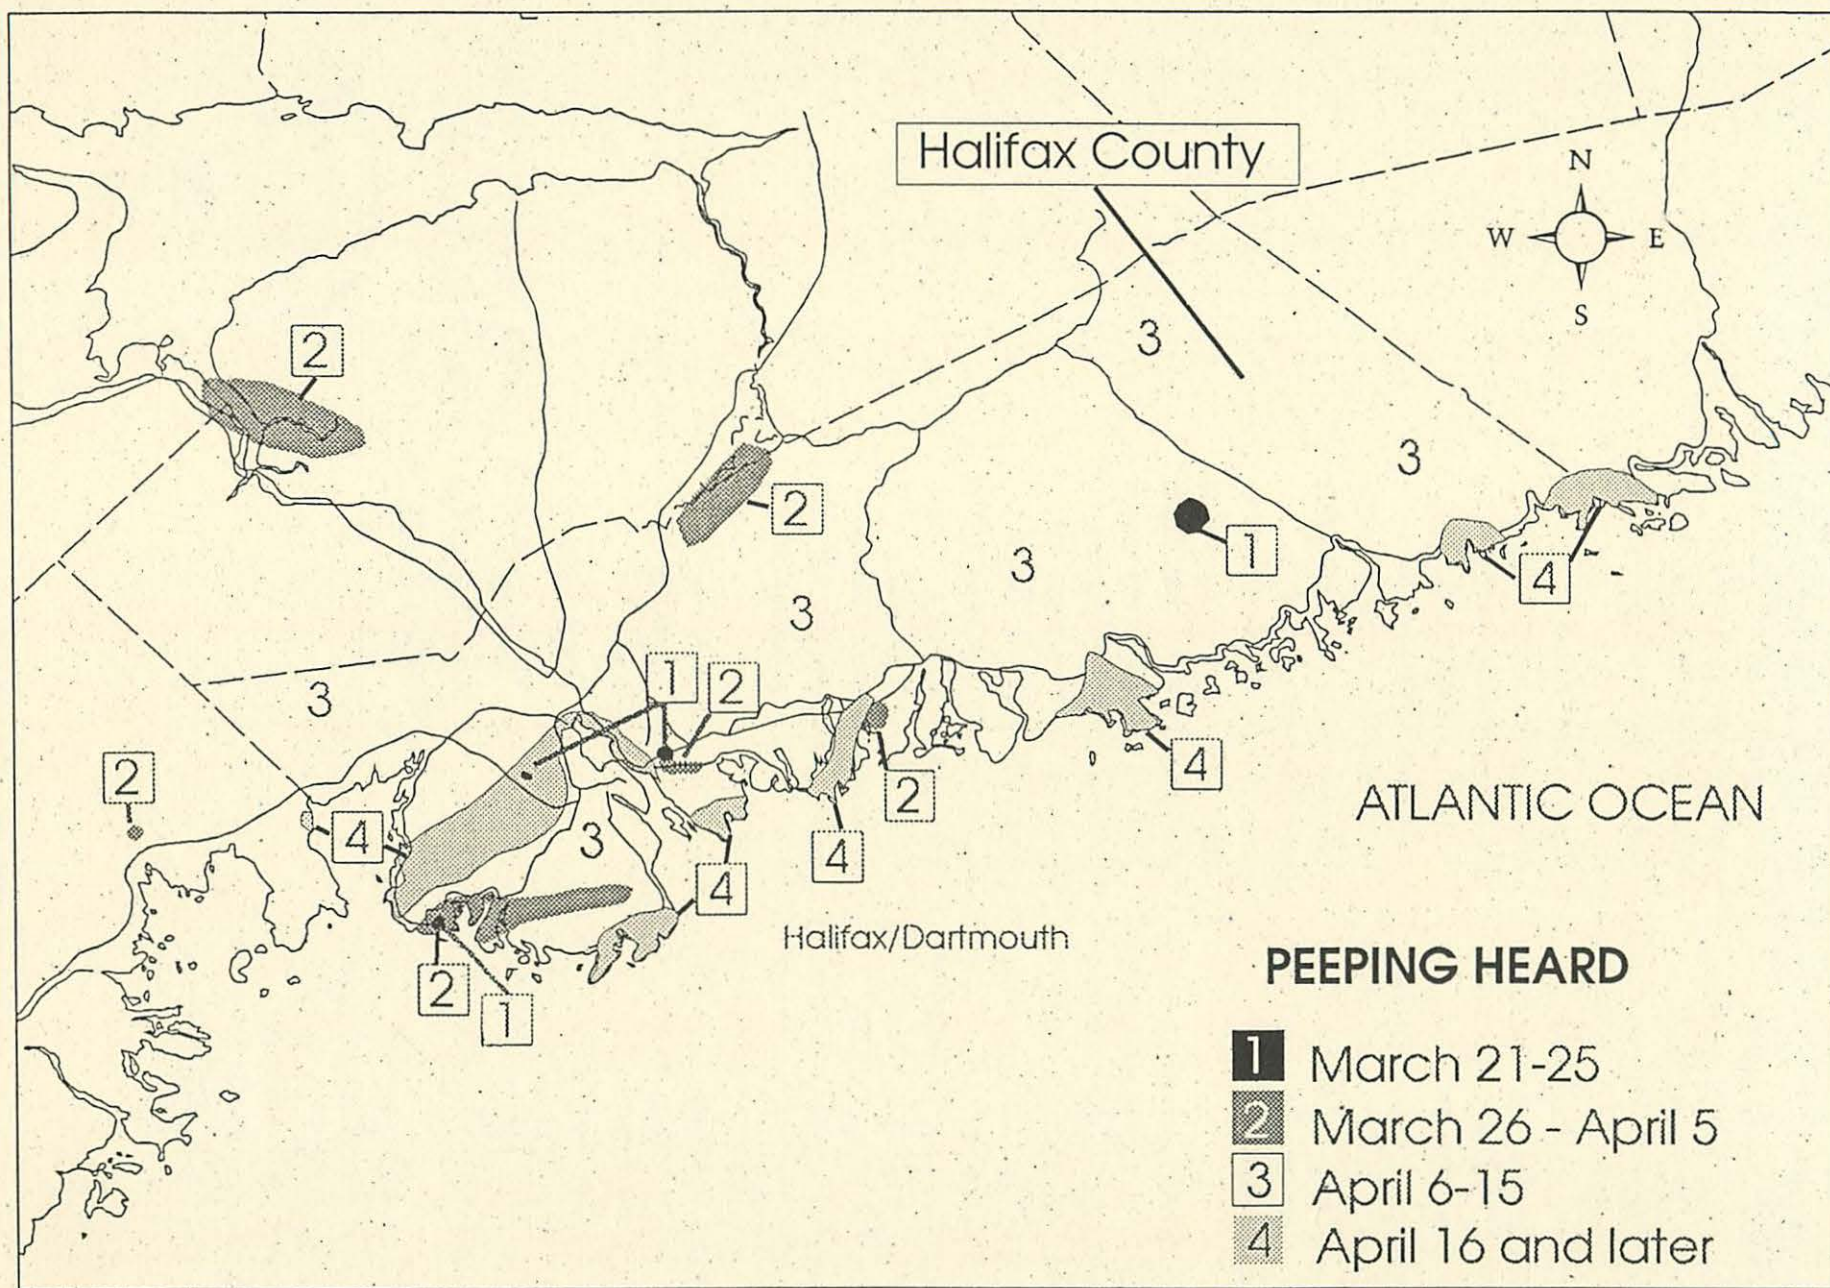 Halifax County
N
W E
S
2
3
3
2
1
3
4
3
1
2
3
2
4
2
4
3
4
4
ATLANTIC OCEAN
Halifax/Dartmouth
2
1
PEEPING HEARD
1 March 21-25
2 March 26 - April 5
3 April 6-15
4 April 16 and later